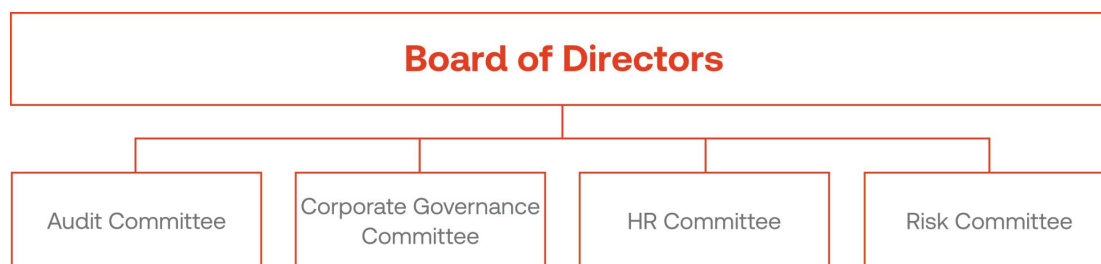 Board of Directors
Audit Committee
Corporate Governance
Committee
HR Committee
Risk Committee